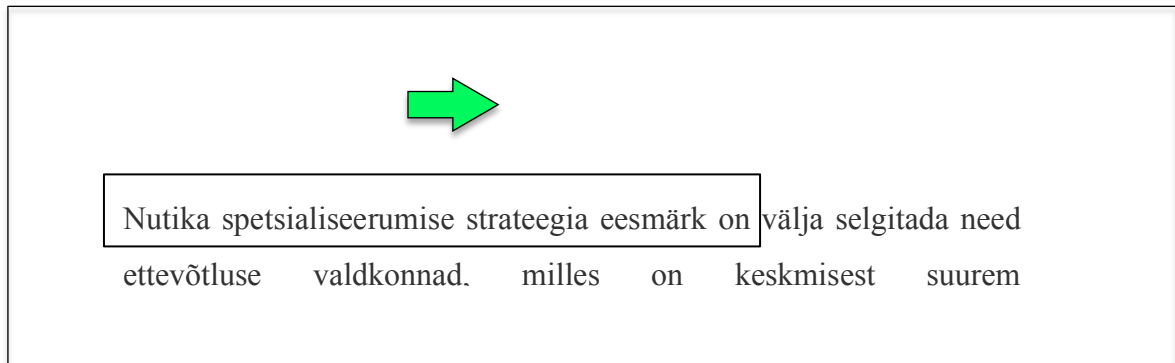 Nutika spetsialiseerumise strateegia eesmärk on välja selgitada need
ettevõtluse valdkonnad, milles on keskmisest suurem